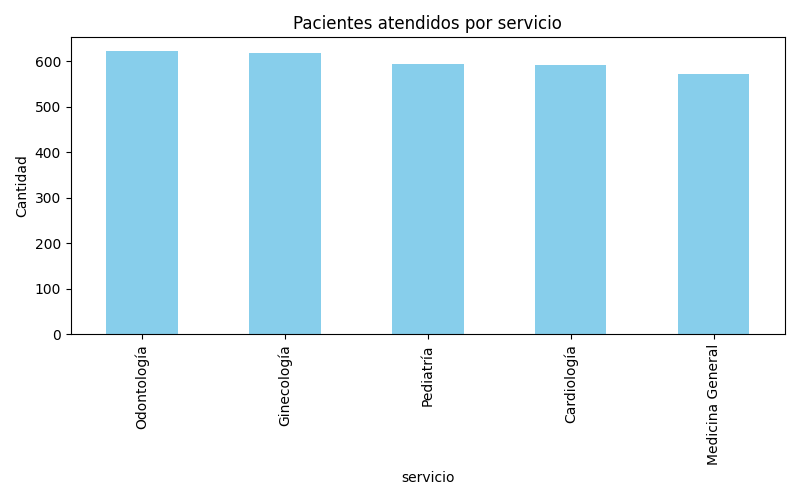 Pacientes atendidos por servicio
Cantidad
600
500
400
300
200
100
0
Odontología
Ginecología
Pediatría
Cardiología
Medicina General
servicio